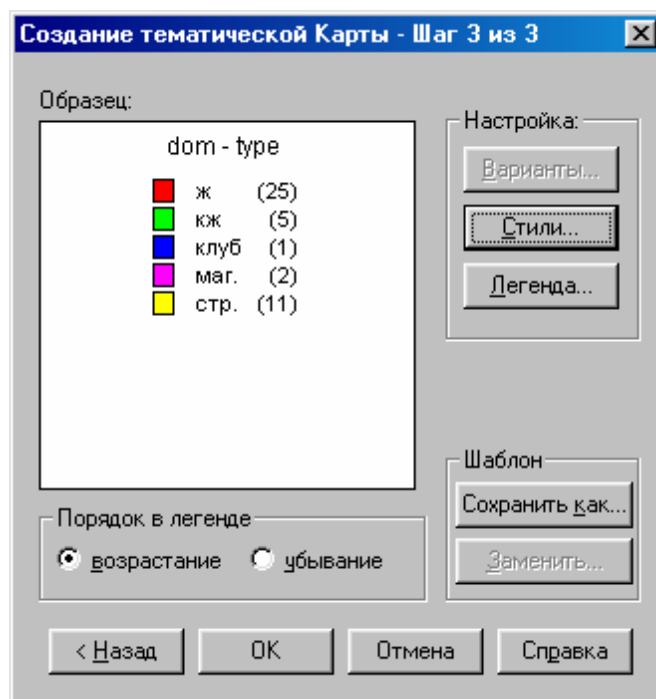 Создание тематической Карты - Шаг 3 из 3
Образец:
dom - type
ж (25)
кж (5)
клуб (1)
маг. (2)
стр. (11)
Настройка:
Варианты...
Стили...
Легенда...
Порядок в легенде
возрастание убывание
Шаблон
Сохранить как...
Заменить...
< Назад OK Отмена Справка